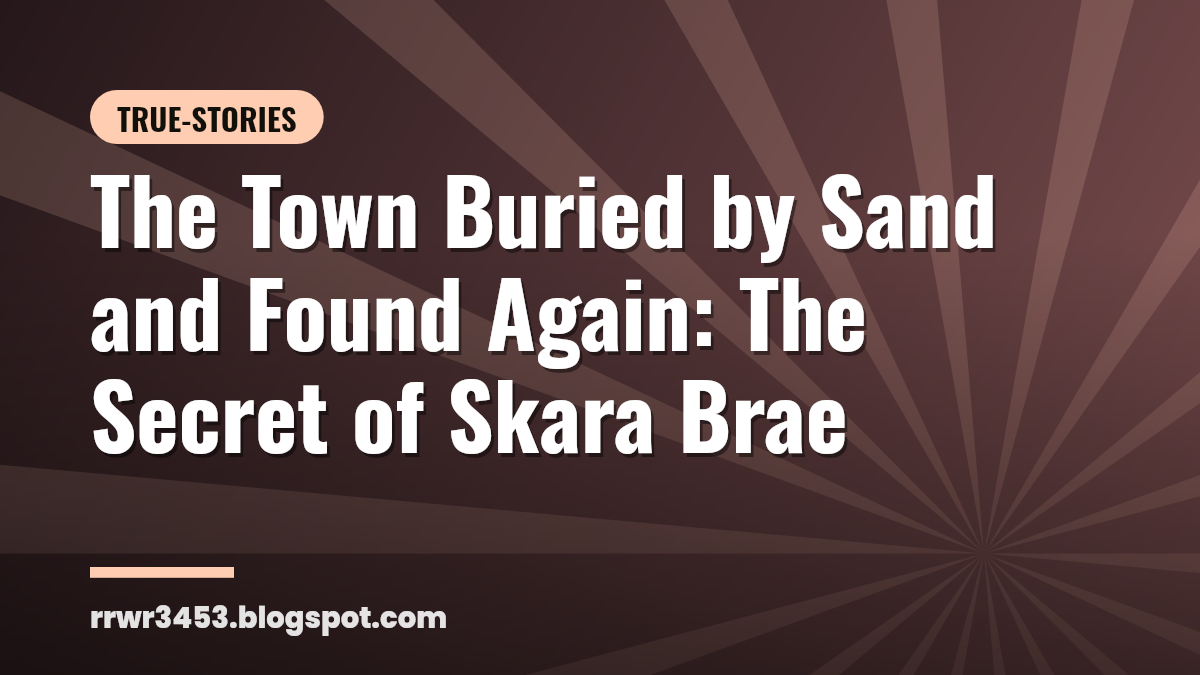 TRUE-STORIES
The Town Buried by Sand
and Found Again: The
Secret of Skara Brae
rrwr3453.blogspot.com